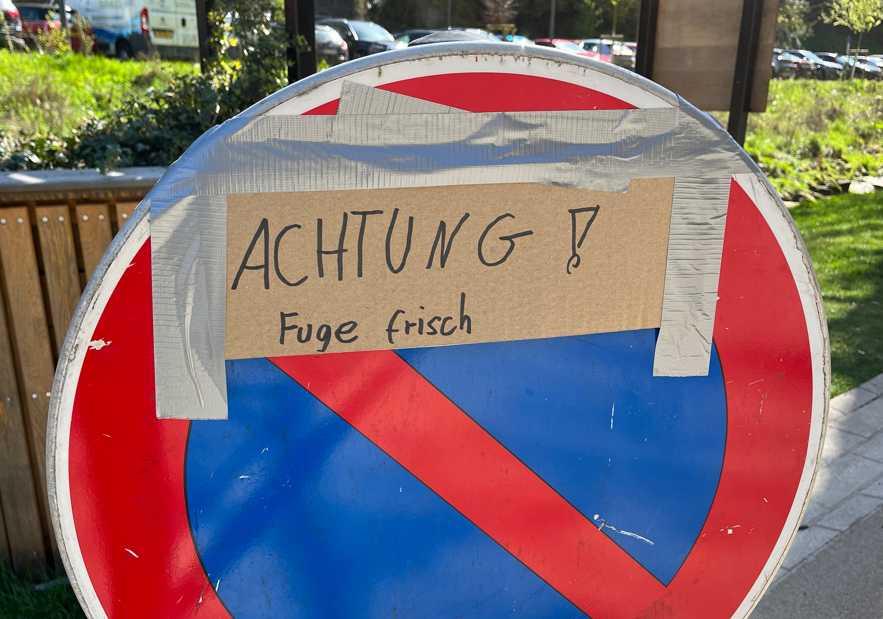 ACHTUNG !
Fuge frisch